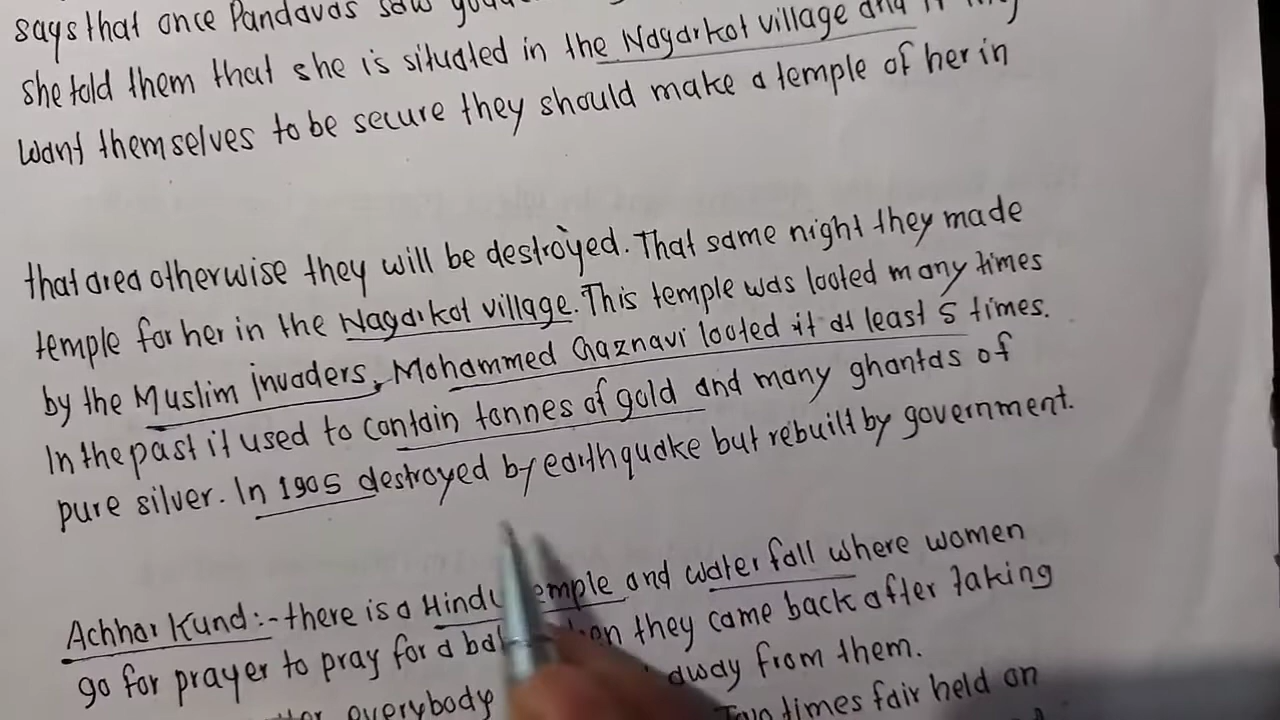 says that once Pandavas saw
she told them that she is situated in the Nagarkot village and
want themselves to be secure they should make a temple of her in
that area otherwise they will be destroyed. That same night they made
temple for her in the Nagarkot village. This temple was looted many times
by the Muslim invaders, Mohammed Ghaznavi looted it at least 5 times.
In the past it used to contain tonnes of gold and many ghantas of
pure silver. In 1905 destroyed by earthquake but rebuilt by government.
Achhar Kund:- there is a Hindu temple and water fall where women
go for prayer to pray for a they came back after taking
everybody away from them.
times fair held on